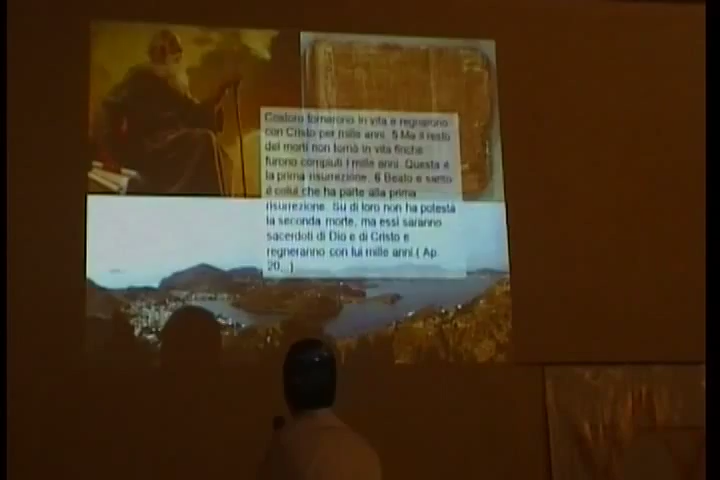 Costoro tornarono in vita e regnarono
con Cristo per mille anni. 5 Ma il resto
dei morti non tornò in vita finché
furono compiuti i mille anni. Questa è
la prima risurrezione. 6 Beato e santo
è colui che ha parte alla prima
risurrezione. Su di loro non ha potestà
la seconda morte, ma essi saranno
sacerdoti di Dio e di Cristo e
regneranno con lui mille anni.( Ap.
20,.)